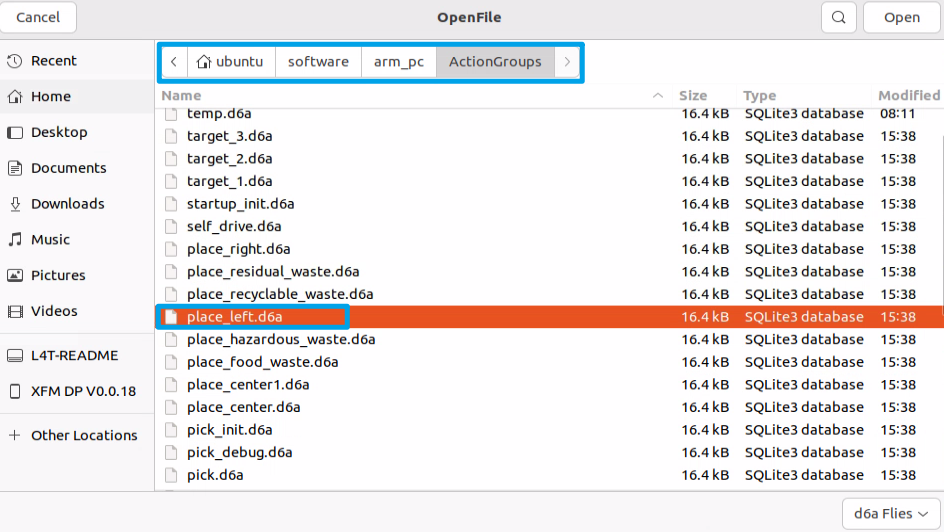 Cancel OpenFile Open
Recent
Home
Desktop
Documents
Downloads
Music
Pictures
Videos
L4T-README
XFM DP V0.0.18
Other Locations
ubuntu software arm_pc ActionGroups
Name Size Type Modified
temp.d6a 16.4 kB SQLite3 database 08:11
target_3.d6a 16.4 kB SQLite3 database 15:38
target_2.d6a 16.4 kB SQLite3 database 15:38
target_1.d6a 16.4 kB SQLite3 database 15:38
startup_init.d6a 16.4 kB SQLite3 database 15:38
self_drive.d6a 16.4 kB SQLite3 database 15:38
place_right.d6a 16.4 kB SQLite3 database 15:38
place_residual_waste.d6a 16.4 kB SQLite3 database 15:38
place_recyclable_waste.d6a 16.4 kB SQLite3 database 15:38
place_left.d6a 16.4 kB SQLite3 database 15:38
place_hazardous_waste.d6a 16.4 kB SQLite3 database 15:38
place_food_waste.d6a 16.4 kB SQLite3 database 15:38
place_center1.d6a 16.4 kB SQLite3 database 15:38
place_center.d6a 16.4 kB SQLite3 database 15:38
pick_init.d6a 16.4 kB SQLite3 database 15:38
pick_debug.d6a 16.4 kB SQLite3 database 15:38
pick.d6a 16.4 kB SQLite3 database 15:38
d6a Flies